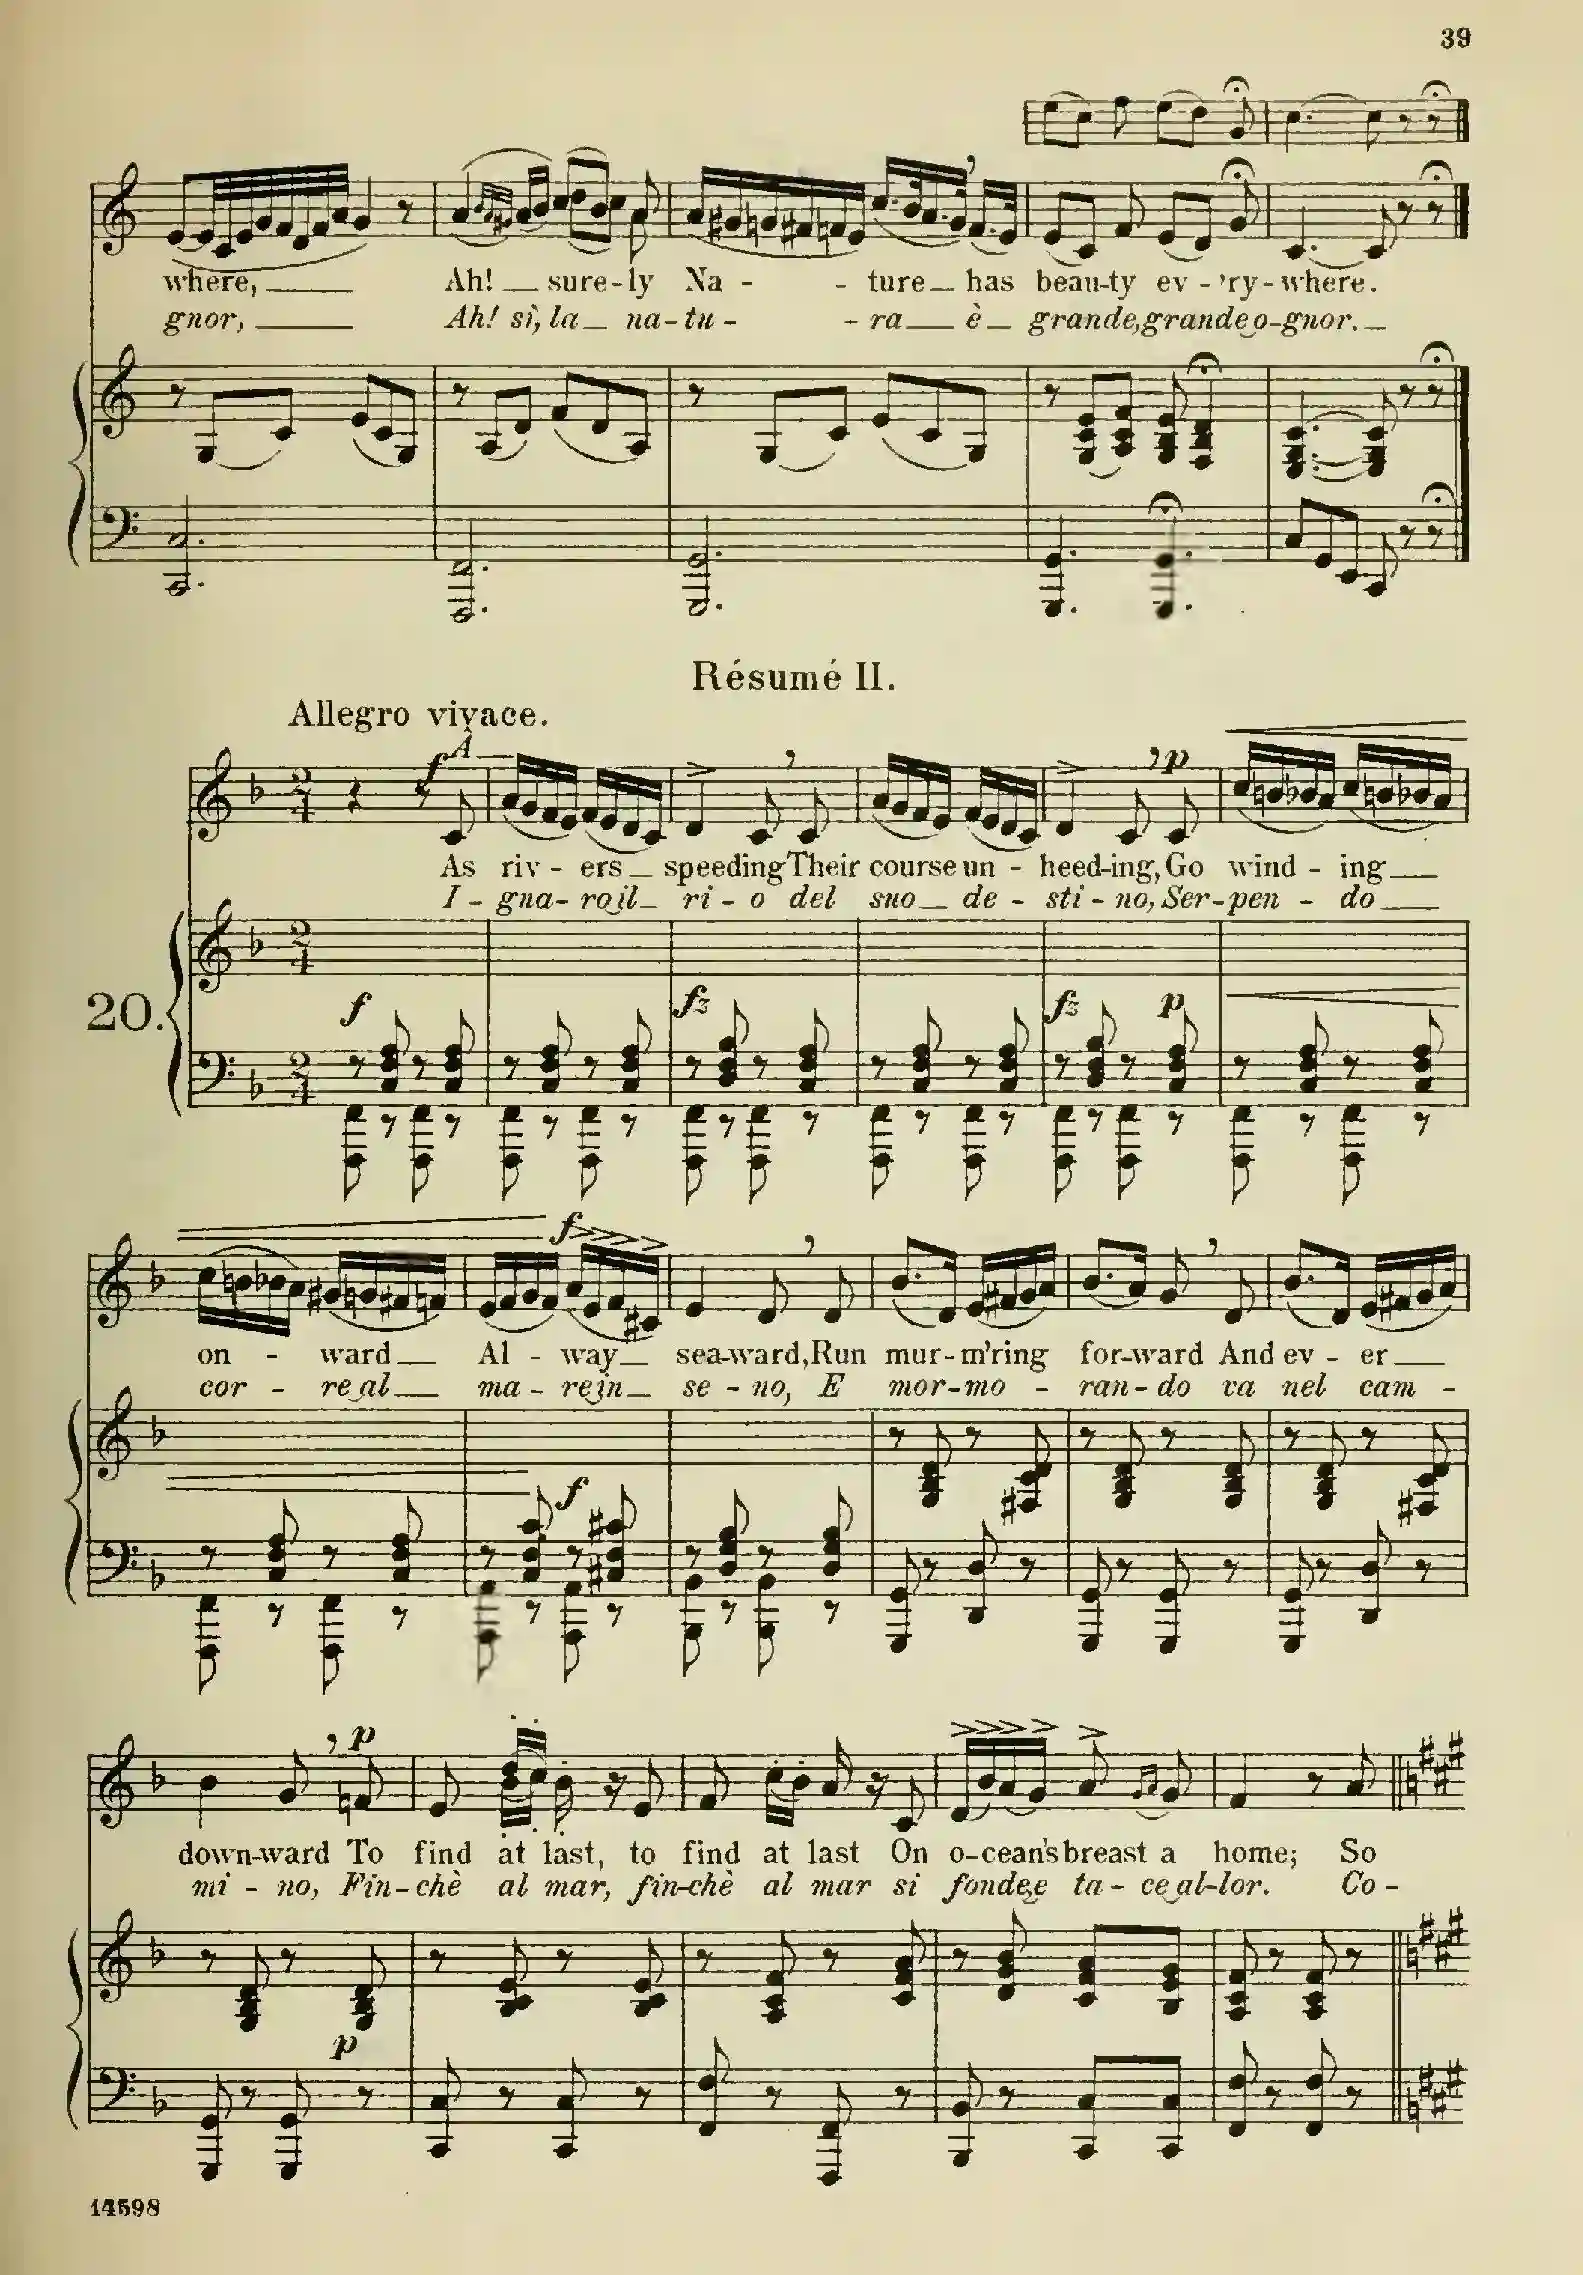 39
where, Ah! sure-ly Na - - ture has beau-ty ev-'ry-where.
gnor, Ah! sì, la na-tu - - ra è grande, grande o-gnor.
Résumé II.
Allegro vivace.
f A p
As riv-ers speeding Their course un-heed-ing, Go wind-ing
I-gna-ro il ri-o del suo de-sti-no, Ser-pen-do
20.
f fz fz p
f
on-ward Al-way sea-ward, Run mur-m'ring for-ward And ev-er
cor-re al ma-re in se-no, E mor-mo-ran-do va nel cam-
f
p
down-ward To find at last, to find at last On o-cean's breast a home; So
mi-no, Fin-chè al mar, fin-chè al mar si fonde, e ta-ce al-lor. Co-
p
14598